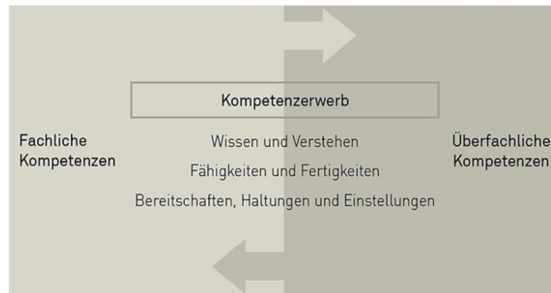 Kompetenzerwerb
Fachliche
Kompetenzen
Wissen und Verstehen
Fähigkeiten und Fertigkeiten
Bereitschaften, Haltungen und Einstellungen
Überfachliche
Kompetenzen